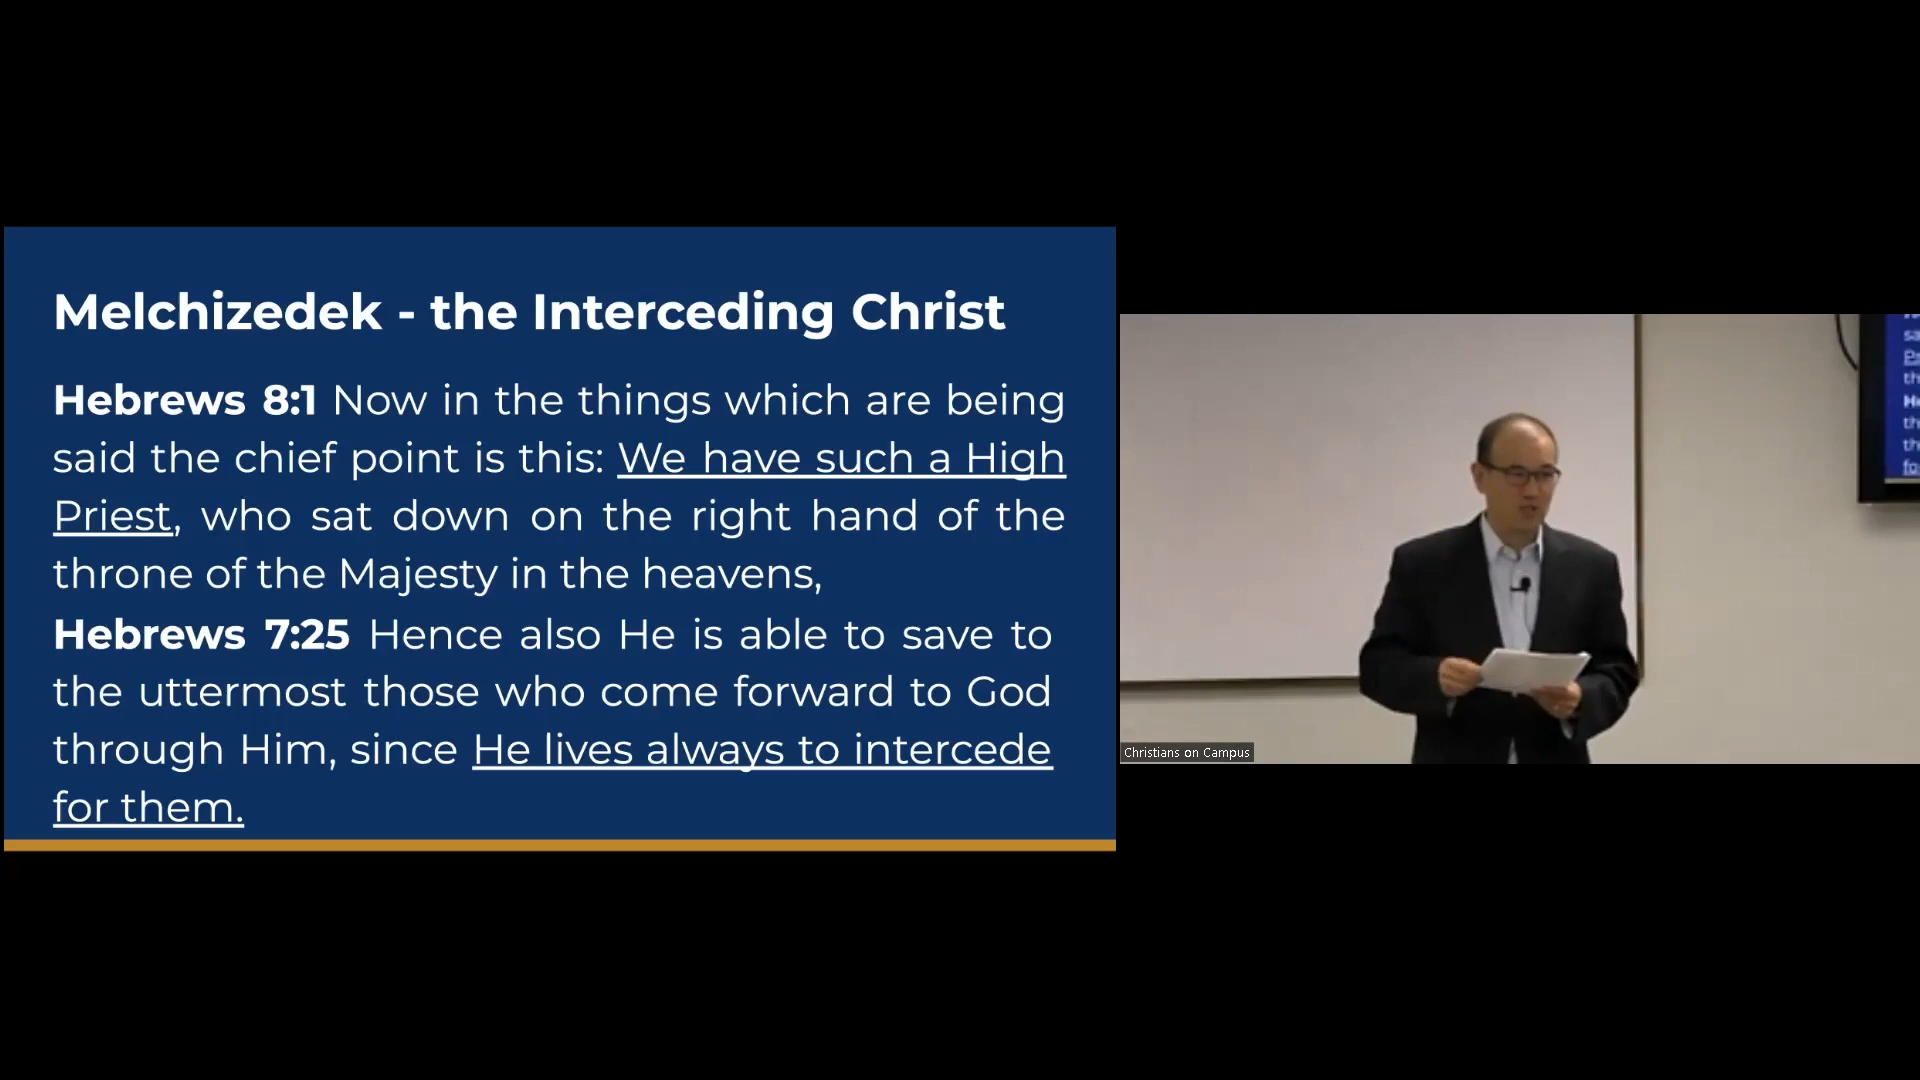 Melchizedek - the Interceding Christ
Hebrews 8:1 Now in the things which are being
said the chief point is this: We have such a High
Priest, who sat down on the right hand of the
throne of the Majesty in the heavens,
Hebrews 7:25 Hence also He is able to save to
the uttermost those who come forward to God
through Him, since He lives always to intercede
for them.
Christians on Campus